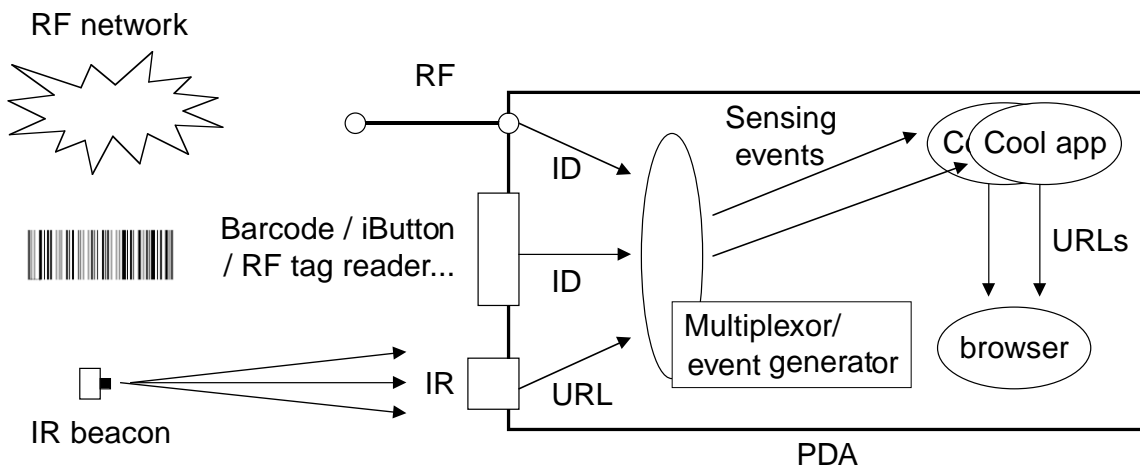 RF network
RF
Sensing
events
C
Cool app
ID
Barcode / iButton
/ RF tag reader...
ID
URLs
Multiplexor/
event generator
browser
IR
URL
IR beacon
PDA